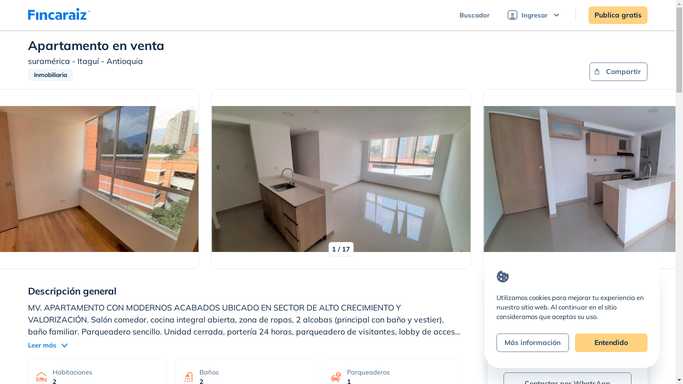 Fincaraiz
Buscador
Ingresar
Publica gratis
Apartamento en venta
suramérica - Itaguí - Antioquia
Inmobiliaria
Compartir
1 / 17
Descripción general
MV. APARTAMENTO CON MODERNOS ACABADOS UBICADO EN SECTOR DE ALTO CRECIMIENTO Y
VALORIZACIÓN. Salón comedor, cocina integral abierta, zona de ropas, 2 alcobas (principal con baño y vestier),
baño familiar. Parqueadero sencillo. Unidad cerrada, portería 24 horas, parqueadero de visitantes, lobby de acces...
Leer más
Habitaciones
2
Baños
2
Parqueaderos
1
Utilizamos cookies para mejorar tu experiencia en
nuestro sitio web. Al continuar en el sitio
consideramos que aceptas su uso.
Más información
Entendido
Contactar por WhatsApp